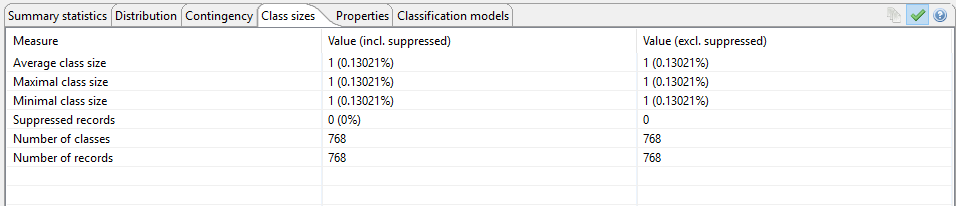 Summary statistics Distribution Contingency Class sizes Properties Classification models
Measure Value (incl. suppressed) Value (excl. suppressed)
Average class size 1 (0.13021%) 1 (0.13021%)
Maximal class size 1 (0.13021%) 1 (0.13021%)
Minimal class size 1 (0.13021%) 1 (0.13021%)
Suppressed records 0 (0%) 0
Number of classes 768 768
Number of records 768 768